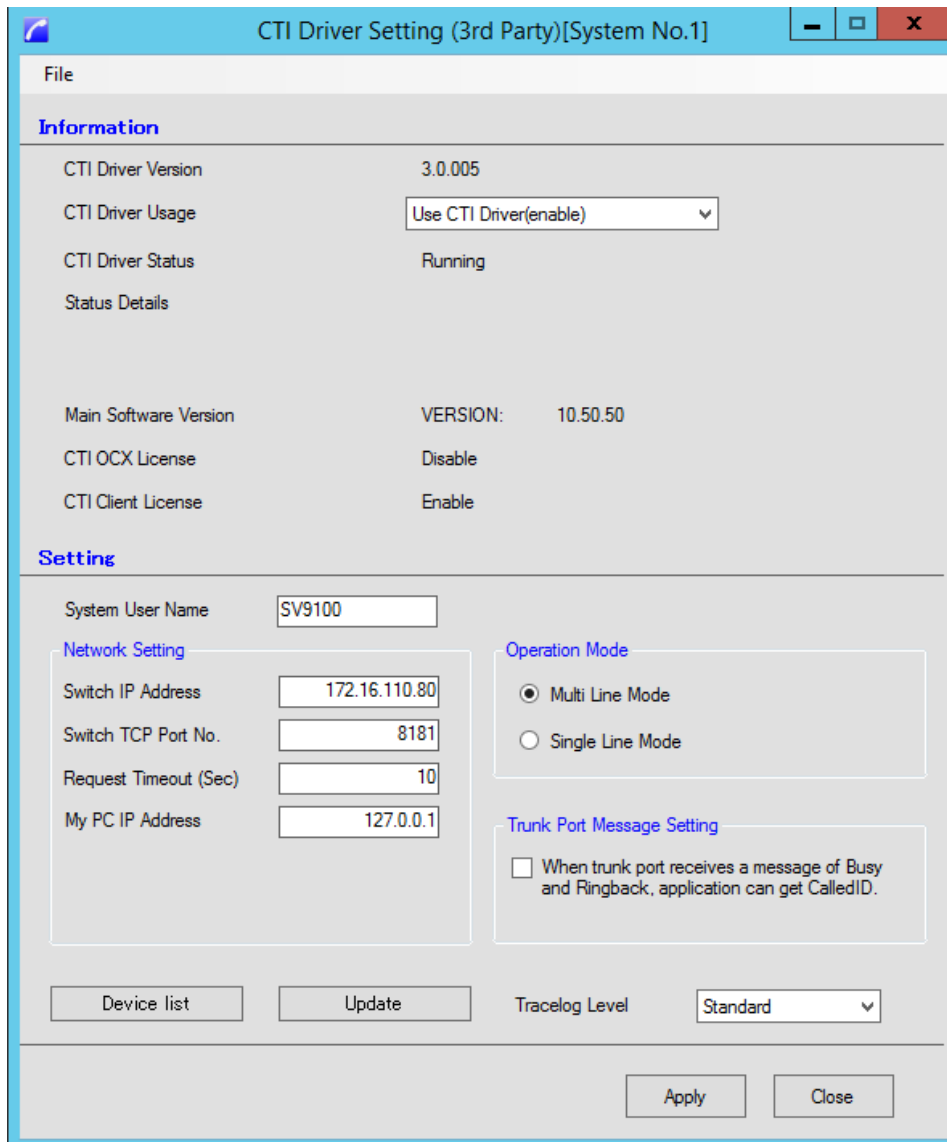 CTI Driver Setting (3rd Party)[System No.1]
File
Information
CTI Driver Version 3.0.005
CTI Driver Usage Use CTI Driver(enable)
CTI Driver Status Running
Status Details
Main Software Version VERSION: 10.50.50
CTI OCX License Disable
CTI Client License Enable
Setting
System User Name SV9100
Network Setting
Switch IP Address 172.16.110.80
Switch TCP Port No. 8181
Request Timeout (Sec) 10
My PC IP Address 127.0.0.1
Operation Mode
Multi Line Mode
Single Line Mode
Trunk Port Message Setting
When trunk port receives a message of Busy
and Ringback, application can get CalledID.
Device list Update Tracelog Level Standard
Apply Close